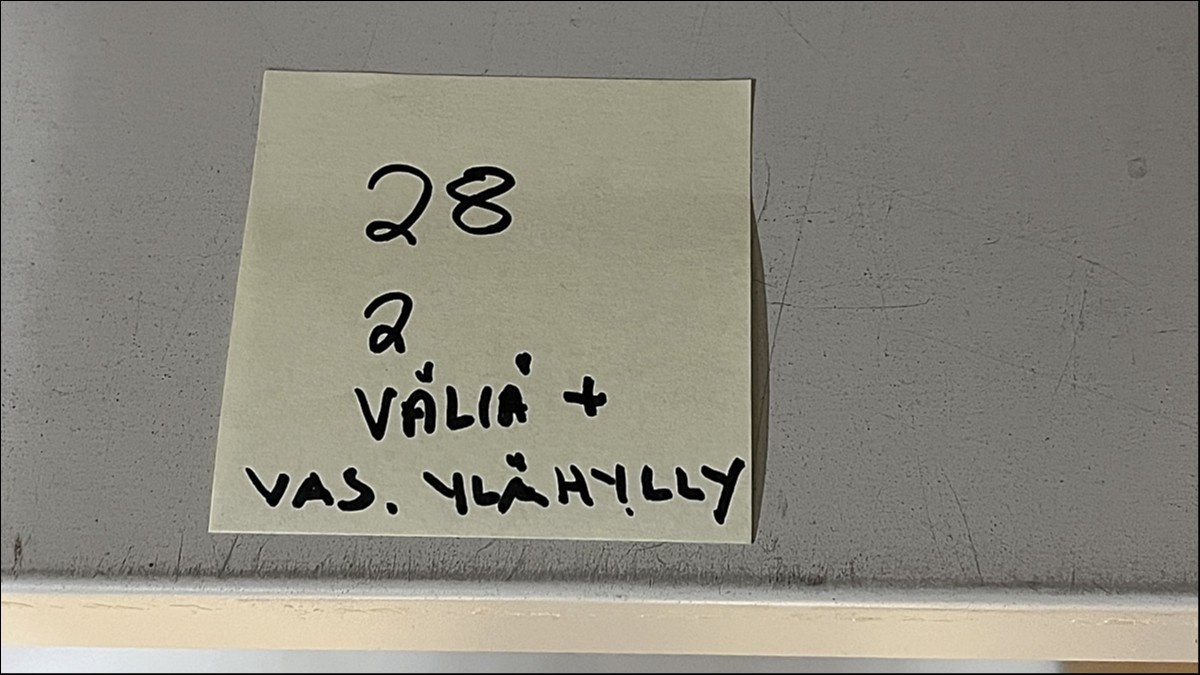 28
2
VÄLIÄ +
VAS. YLÄHYLLY